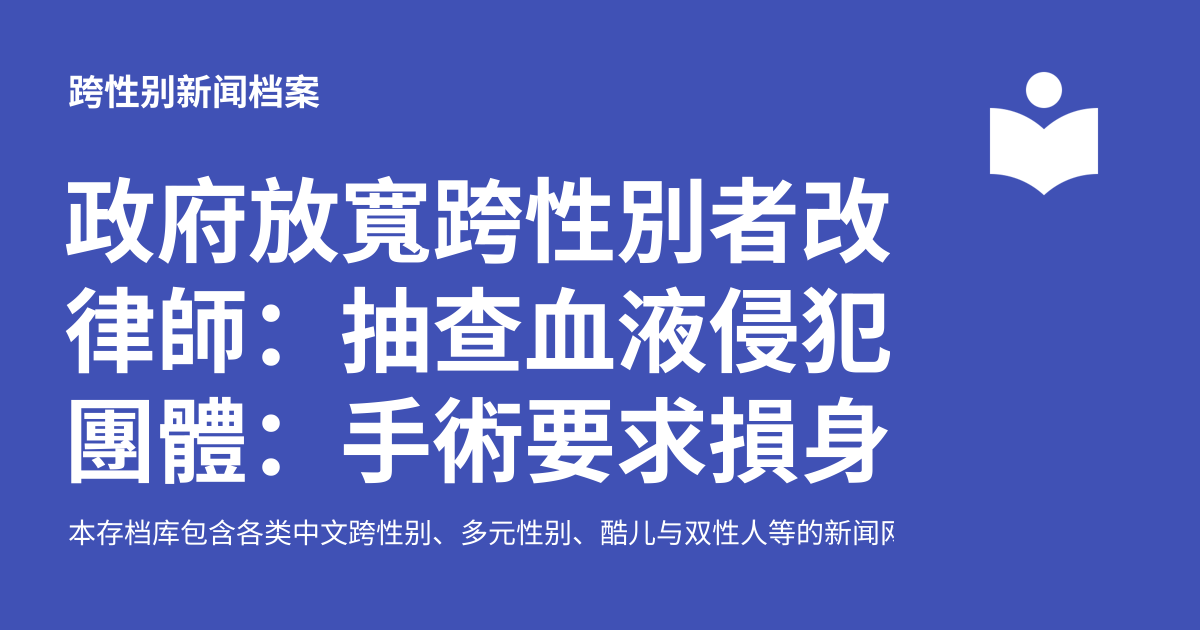 跨性别新闻档案
政府放寬跨性別者改
律師：抽查血液侵犯
團體：手術要求損身
本存档库包含各类中文跨性别、多元性别、酷儿与双性人等的新闻网